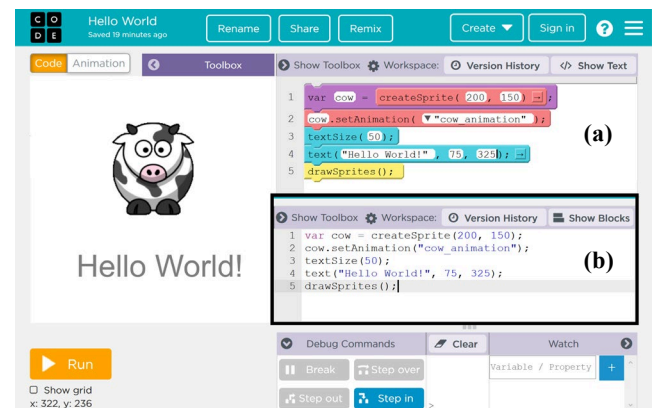 C O
D E
Hello World
Saved 19 minutes ago
Rename
Share
Remix
Create
Sign in
?
Code
Animation
Toolbox
Show Toolbox
Workspace:
Version History
</> Show Text
1 var cow = createSprite( 200, 150) ;
2 cow.setAnimation( "cow_animation" );
3 textSize( 50);
4 text( "Hello World!" , 75, 325);
5 drawSprites();
(a)
Hello World!
Show Toolbox
Workspace:
Version History
Show Blocks
1 var cow = createSprite(200, 150);
2 cow.setAnimation("cow_animation");
3 textSize(50);
4 text("Hello World!", 75, 325);
5 drawSprites();
(b)
Debug Commands
Clear
Watch
Run
Break
Step over
Variable / Property
+
Show grid
Step out
Step in
x: 322, y: 236
>